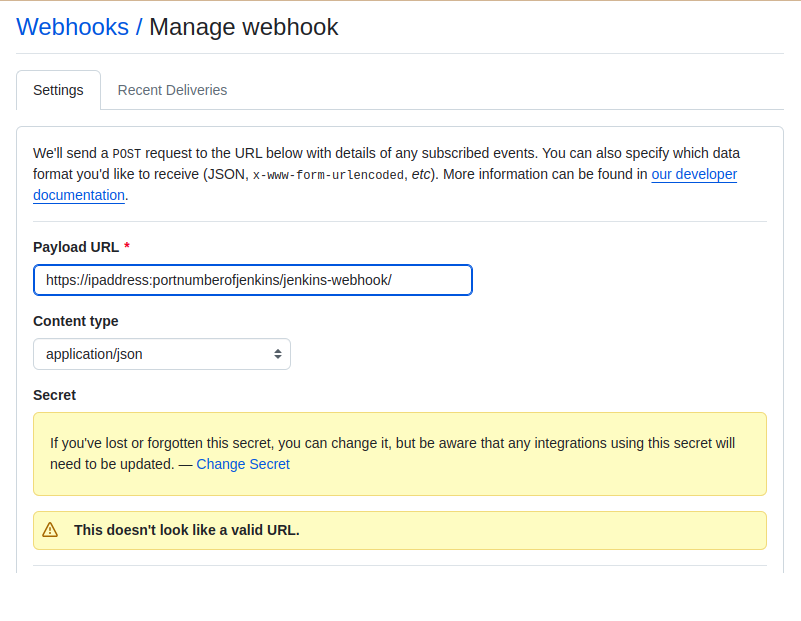 Webhooks / Manage webhook
Settings
Recent Deliveries
We'll send a POST request to the URL below with details of any subscribed events. You can also specify which data
format you'd like to receive (JSON, x-www-form-urlencoded, etc). More information can be found in our developer
documentation.
Payload URL *
https://ipaddress:portnumberofjenkins/jenkins-webhook/
Content type
application/json
Secret
If you've lost or forgotten this secret, you can change it, but be aware that any integrations using this secret will
need to be updated. — Change Secret
This doesn't look like a valid URL.